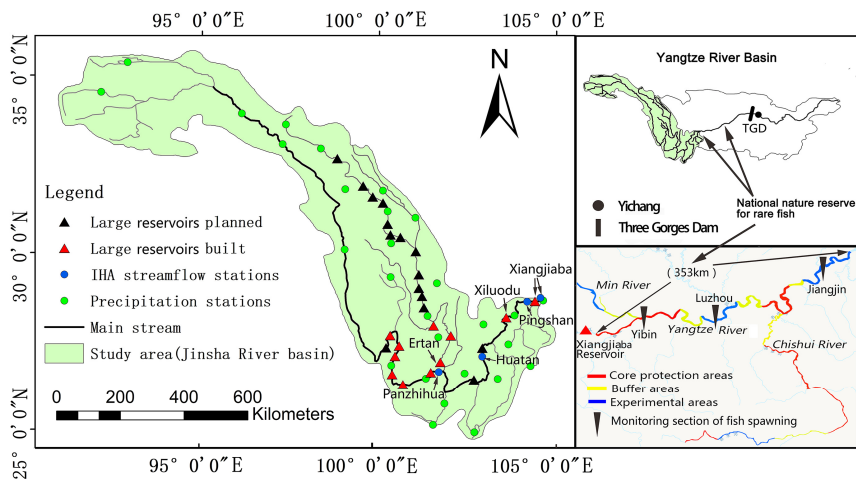 95° 0′0″E
100° 0′0″E
105° 0′0″E
35° 0′0″N
30° 0′0″N
25° 0′0″N
N
Legend
Large reservoirs planned
Large reservoirs built
IHA streamflow stations
Precipitation stations
Main stream
Study area(Jinsha River basin)
0 200 400 600
Kilometers
Xiangjiaba
Xiluodu
Pingshan
Ertan
Huatan
Panzhihua
95° 0′0″E
100° 0′0″E
105° 0′0″E
Yangtze River Basin
TGD
National nature reserve
for rare fish
Yichang
Three Gorges Dam
( 353km )
Min River
Luzhou
Jiangjin
Yangtze River
Yibin
Xiangjiaba
Reservoir
Chishui River
Core protection areas
Buffer areas
Experimental areas
Monitoring section of fish spawning